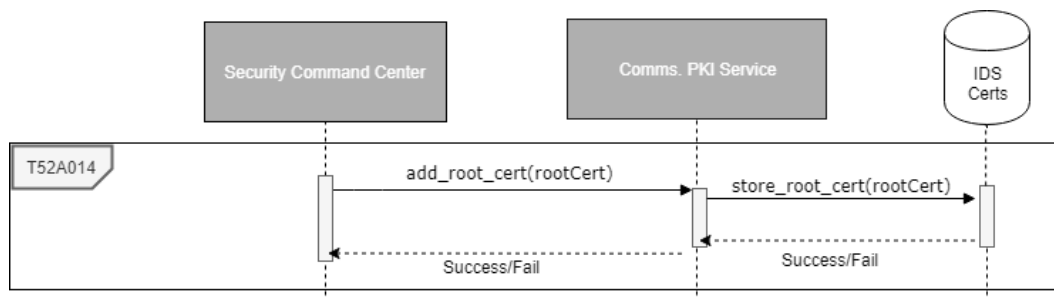 Security Command Center
Comms. PKI Service
IDS
Certs
T52A014
add_root_cert(rootCert)
store_root_cert(rootCert)
Success/Fail
Success/Fail